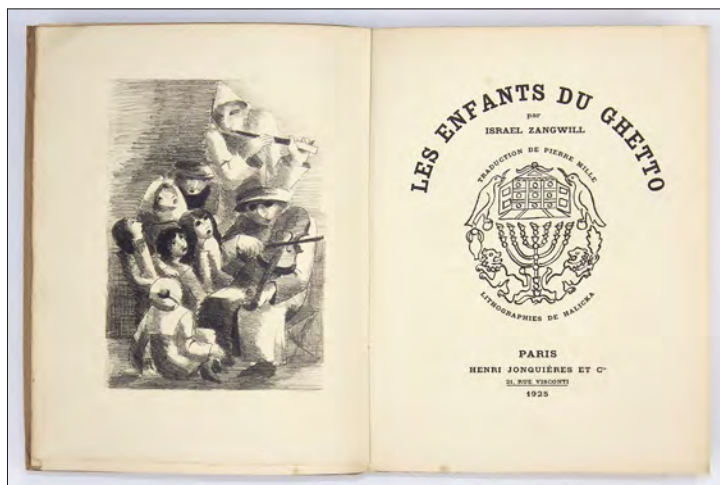 LES ENFANTS DU GHETTO
par
ISRAEL ZANGWILL
TRADUCTION DE PIERRE MILLE
LITHOGRAPHIES DE HALICKA
PARIS
HENRI JONQUIÈRES ET Cie
21, RUE VISCONTI
1925